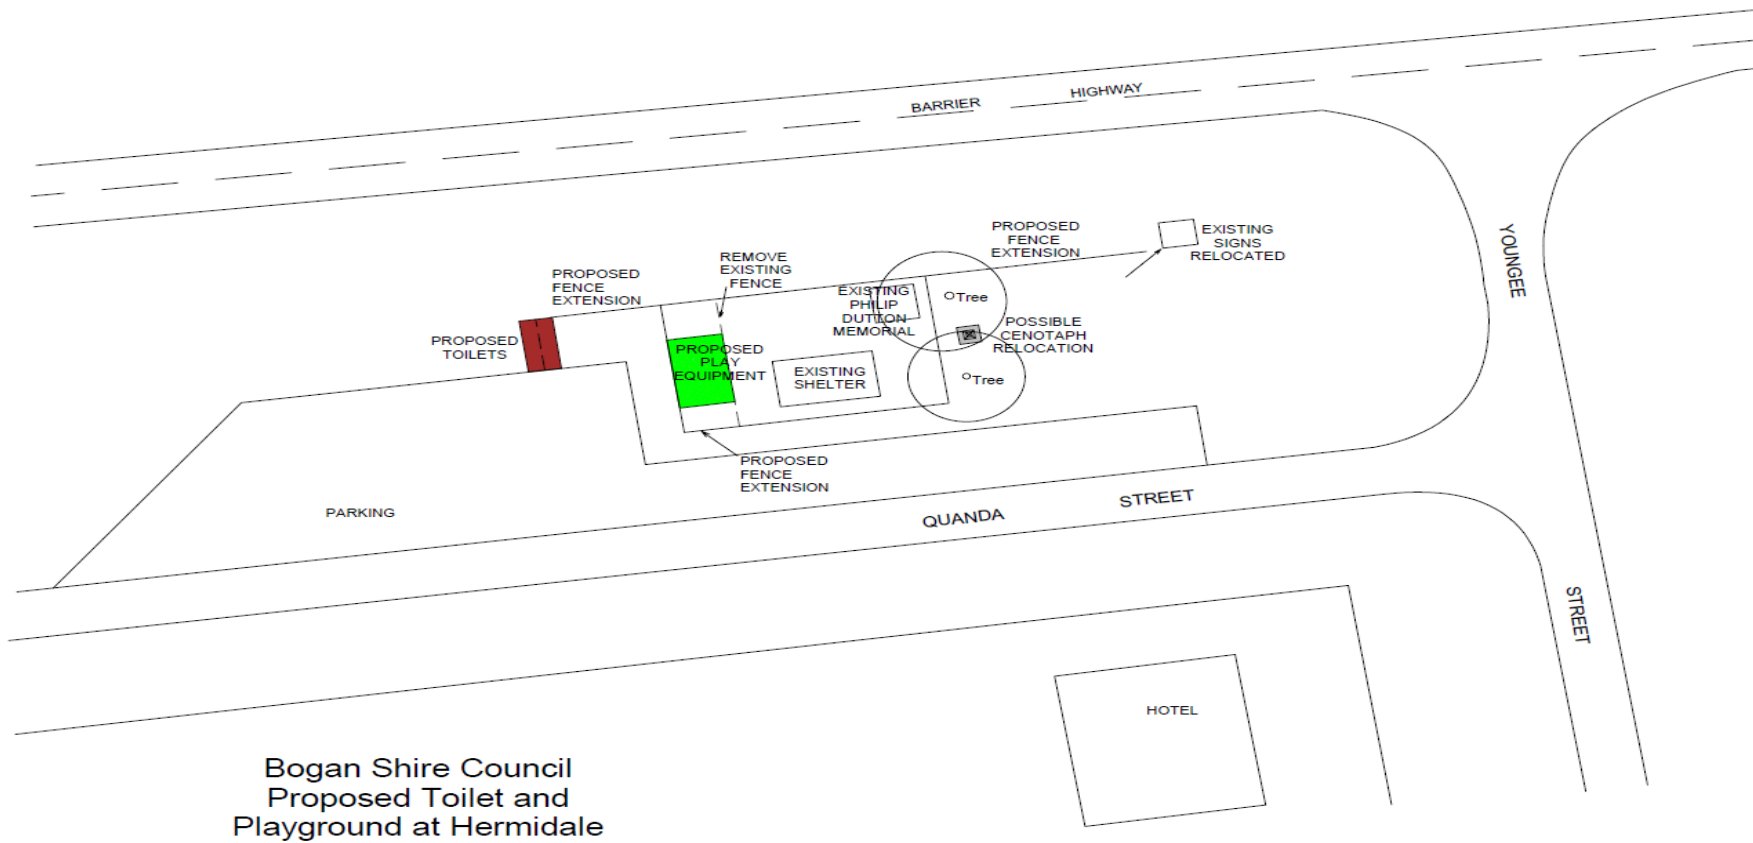 BARRIER HIGHWAY
PROPOSED
FENCE
EXTENSION
EXISTING
SIGNS
RELOCATED
YOUNGEE
STREET
REMOVE
EXISTING
FENCE
PROPOSED
FENCE
EXTENSION
EXISTING
PHILIP
DUTTON
MEMORIAL
Tree
PROPOSED
TOILETS
PROPOSED
PLAY
EQUIPMENT
EXISTING
SHELTER
POSSIBLE
CENOTAPH
RELOCATION
Tree
PROPOSED
FENCE
EXTENSION
PARKING
QUANDA STREET
HOTEL
Bogan Shire Council
Proposed Toilet and
Playground at Hermidale